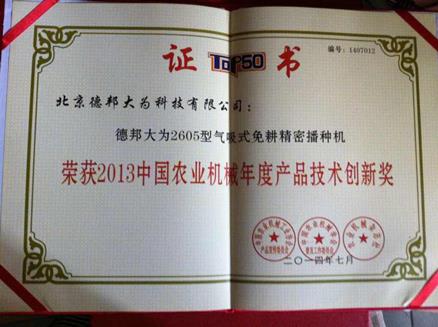 编号：1407012
证 TOP50 书
北京德邦大为科技有限公司：
德邦大为2605型气吸式免耕精密播种机
荣获2013中国农业机械年度产品技术创新奖
二〇一四年七月